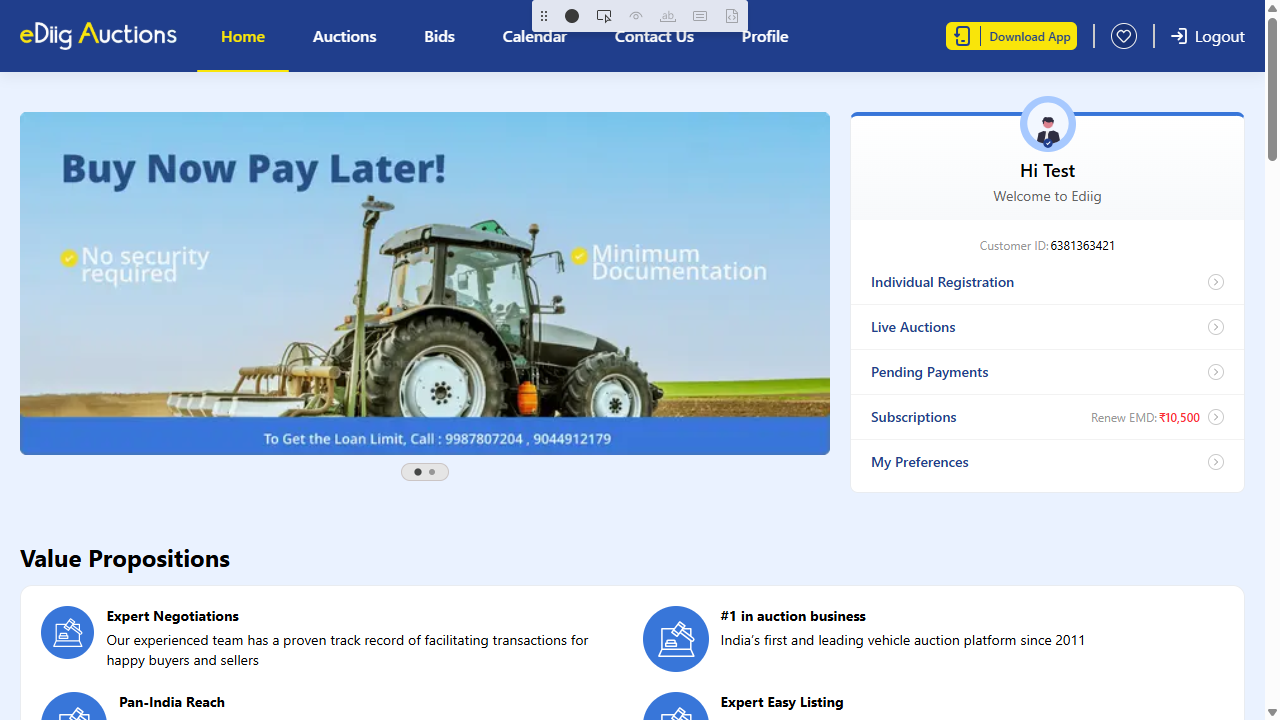 eDiig Auctions
Home
Auctions
Bids
Calendar
Contact Us
Profile
Download App
Logout
Buy Now Pay Later!
No security
required
Minimum
Documentation
To Get the Loan Limit, Call : 9987807204 , 9044912179
Hi Test
Welcome to Ediig
Customer ID: 6381363421
Individual Registration
Live Auctions
Pending Payments
Subscriptions
Renew EMD: ₹10,500
My Preferences
Value Propositions
Expert Negotiations
Our experienced team has a proven track record of facilitating transactions for
happy buyers and sellers
#1 in auction business
India's first and leading vehicle auction platform since 2011
Pan-India Reach
Expert Easy Listing